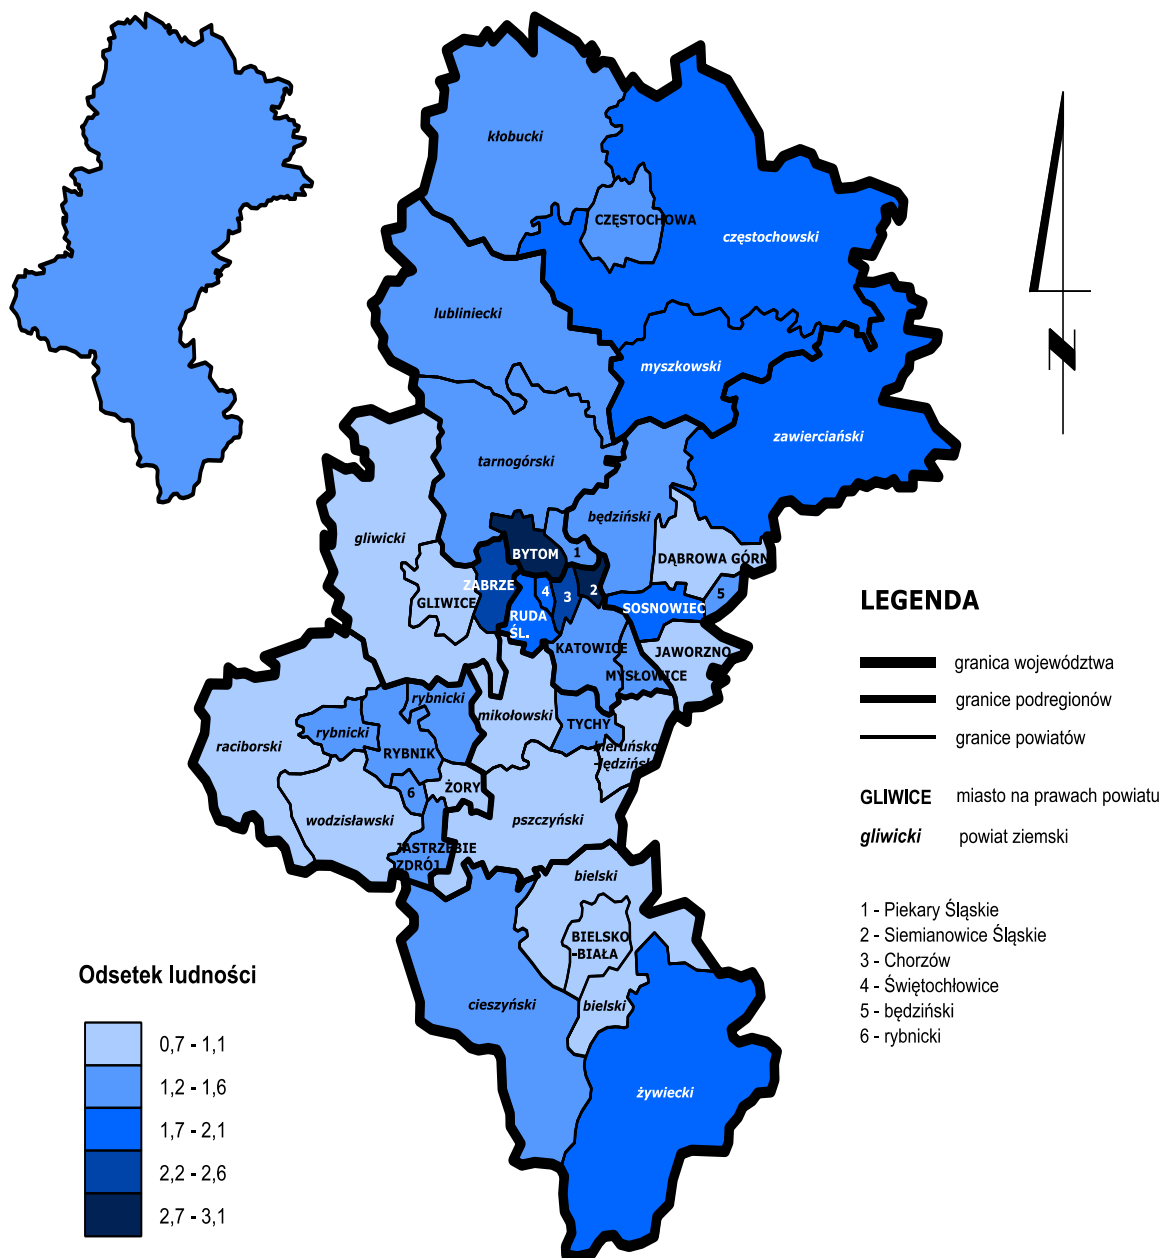 kłobucki
CZĘSTOCHOWA
częstochowski
lubliniecki
myszkowski
zawierciański
tarnogórski
będziński
gliwicki
BYTOM
1
DĄBROWA GÓRN
ZABRZE
4
3
2
5
GLIWICE
RUDA
ŚL.
SOSNOWIEC
KATOWICE
JAWORZNO
MYSŁOWICE
rybnicki
mikołowski
TYCHY
raciborski
rybnicki
RYBNIK
bieruńsko
-lędzińsk
6
ŻORY
wodzisławski
pszczyński
JASTRZĘBIE
ZDRÓJ
bielski
BIELSKO
-BIAŁA
cieszyński
bielski
żywiecki
N
LEGENDA
granica województwa
granice podregionów
granice powiatów
GLIWICE miasto na prawach powiatu
gliwicki powiat ziemski
1 - Piekary Śląskie
2 - Siemianowice Śląskie
3 - Chorzów
4 - Świętochłowice
5 - będziński
6 - rybnicki
Odsetek ludności
0,7 - 1,1
1,2 - 1,6
1,7 - 2,1
2,2 - 2,6
2,7 - 3,1